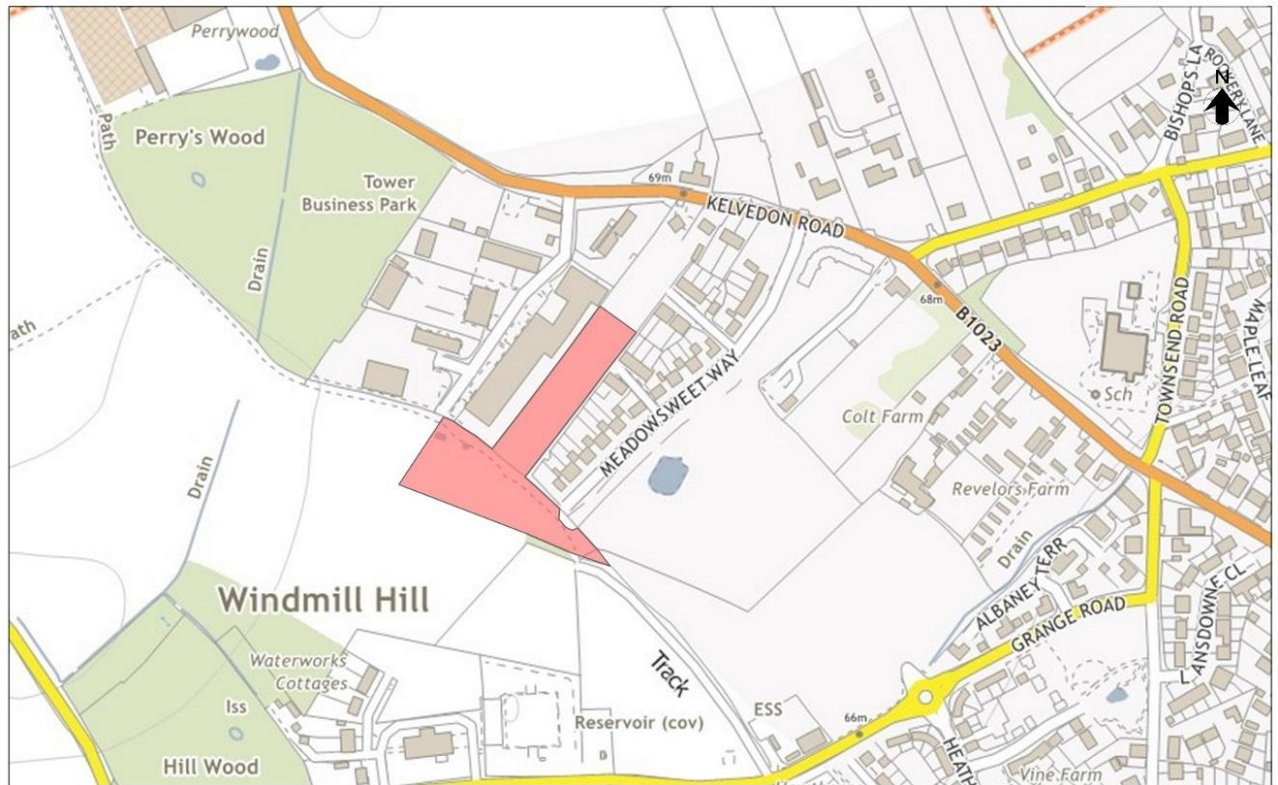 Perrywood
BISHOPS LA
ROOKERY LANE
N
Path
Perry's Wood
Tower
Business Park
69m
KELVEDON ROAD
Drain
68m
B1023
TOWNSEND ROAD
MAPLE LEAF
ath
MEADOWSWEET WAY
Colt Farm
Sch
Drain
Revelors Farm
Drain
Windmill Hill
ALBANEY TERR
GRANGE ROAD
LANSDOWNE CL
Waterworks
Cottages
Track
Iss
Reservoir (cov)
ESS
66m
Hill Wood
HEATH
Vine Farm